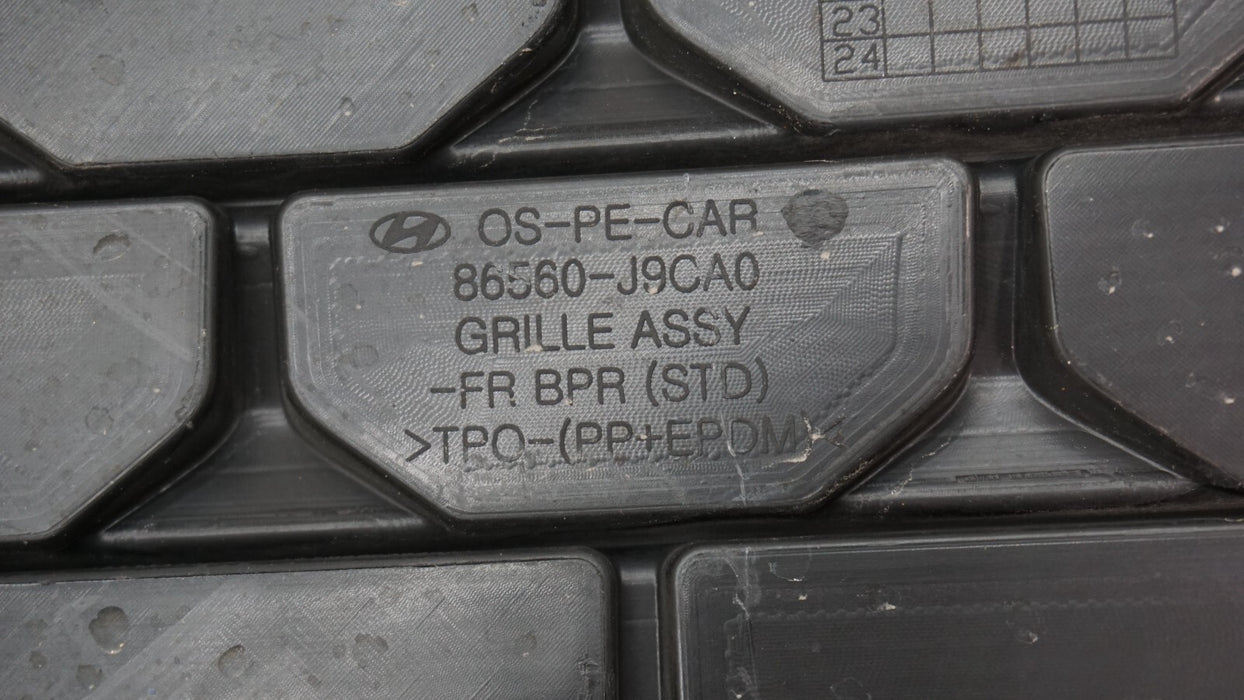 23
24
OS-PE-CAR
86560-J9CA0
GRILLE ASSY
-FR BPR (STD)
>TPO-(PP+EPDM)<